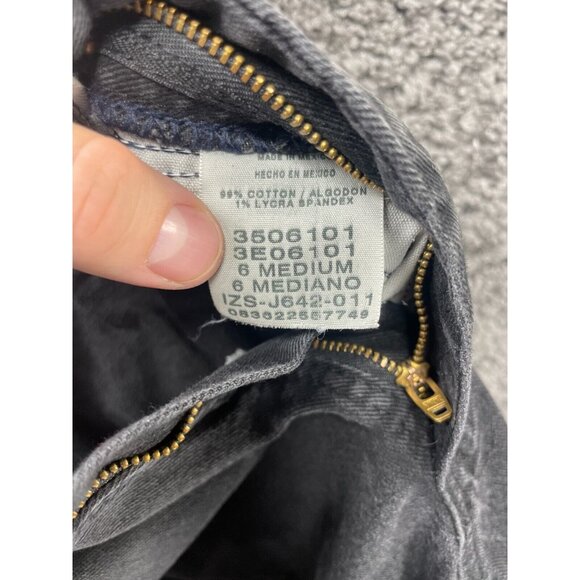 MADE IN MEXICO
HECHO EN MEXICO
99% COTTON / ALGODON
1% LYCRA SPANDEX
3506101
3E06101
6 MEDIUM
6 MEDIANO
IZS-J642-011
083622557749